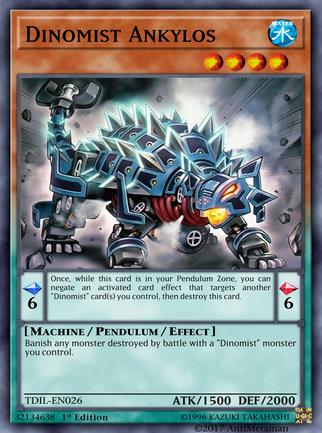 Dinomist Ankylos
WATER
水
Once, while this card is in your Pendulum Zone, you can
negate an activated card effect that targets another
"Dinomist" card(s) you control, then destroy this card.
6
6
[Machine / Pendulum / Effect]
Banish any monster destroyed by battle with a "Dinomist" monster
you control.
TDIL-EN026
ATK/1500 DEF/2000
32134638
1st Edition
©1996 KAZUKI TAKAHASHI
©2017 AntiMetaman